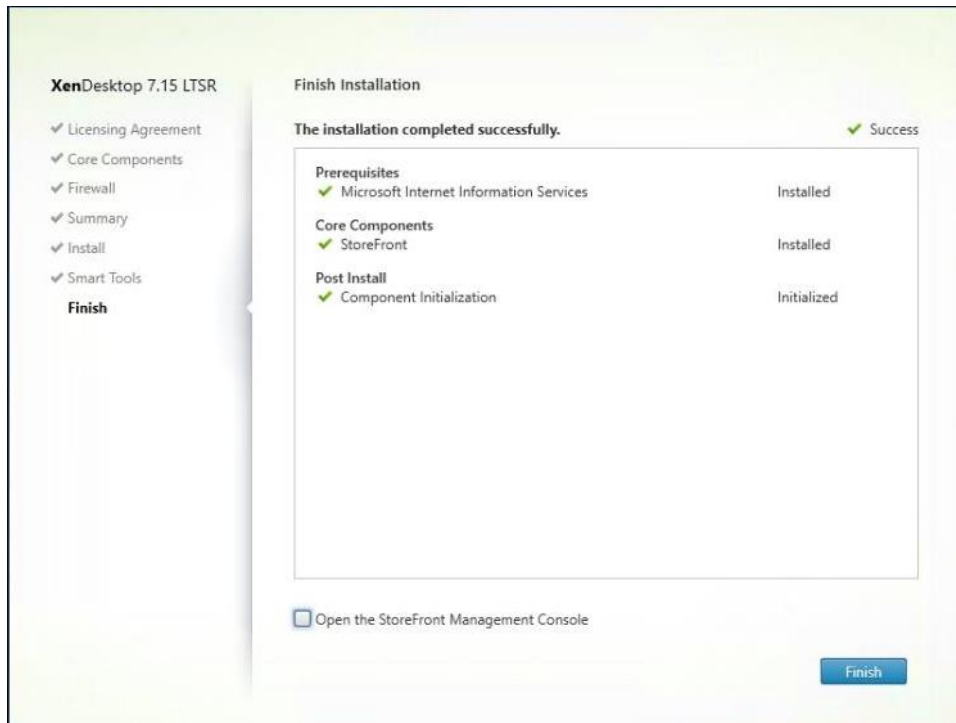 XenDesktop 7.15 LTSR
Licensing Agreement
Core Components
Firewall
Summary
Install
Smart Tools
Finish
Finish Installation
The installation completed successfully. Success
Prerequisites
Microsoft Internet Information Services Installed
Core Components
StoreFront Installed
Post Install
Component Initialization Initialized
Open the StoreFront Management Console
Finish